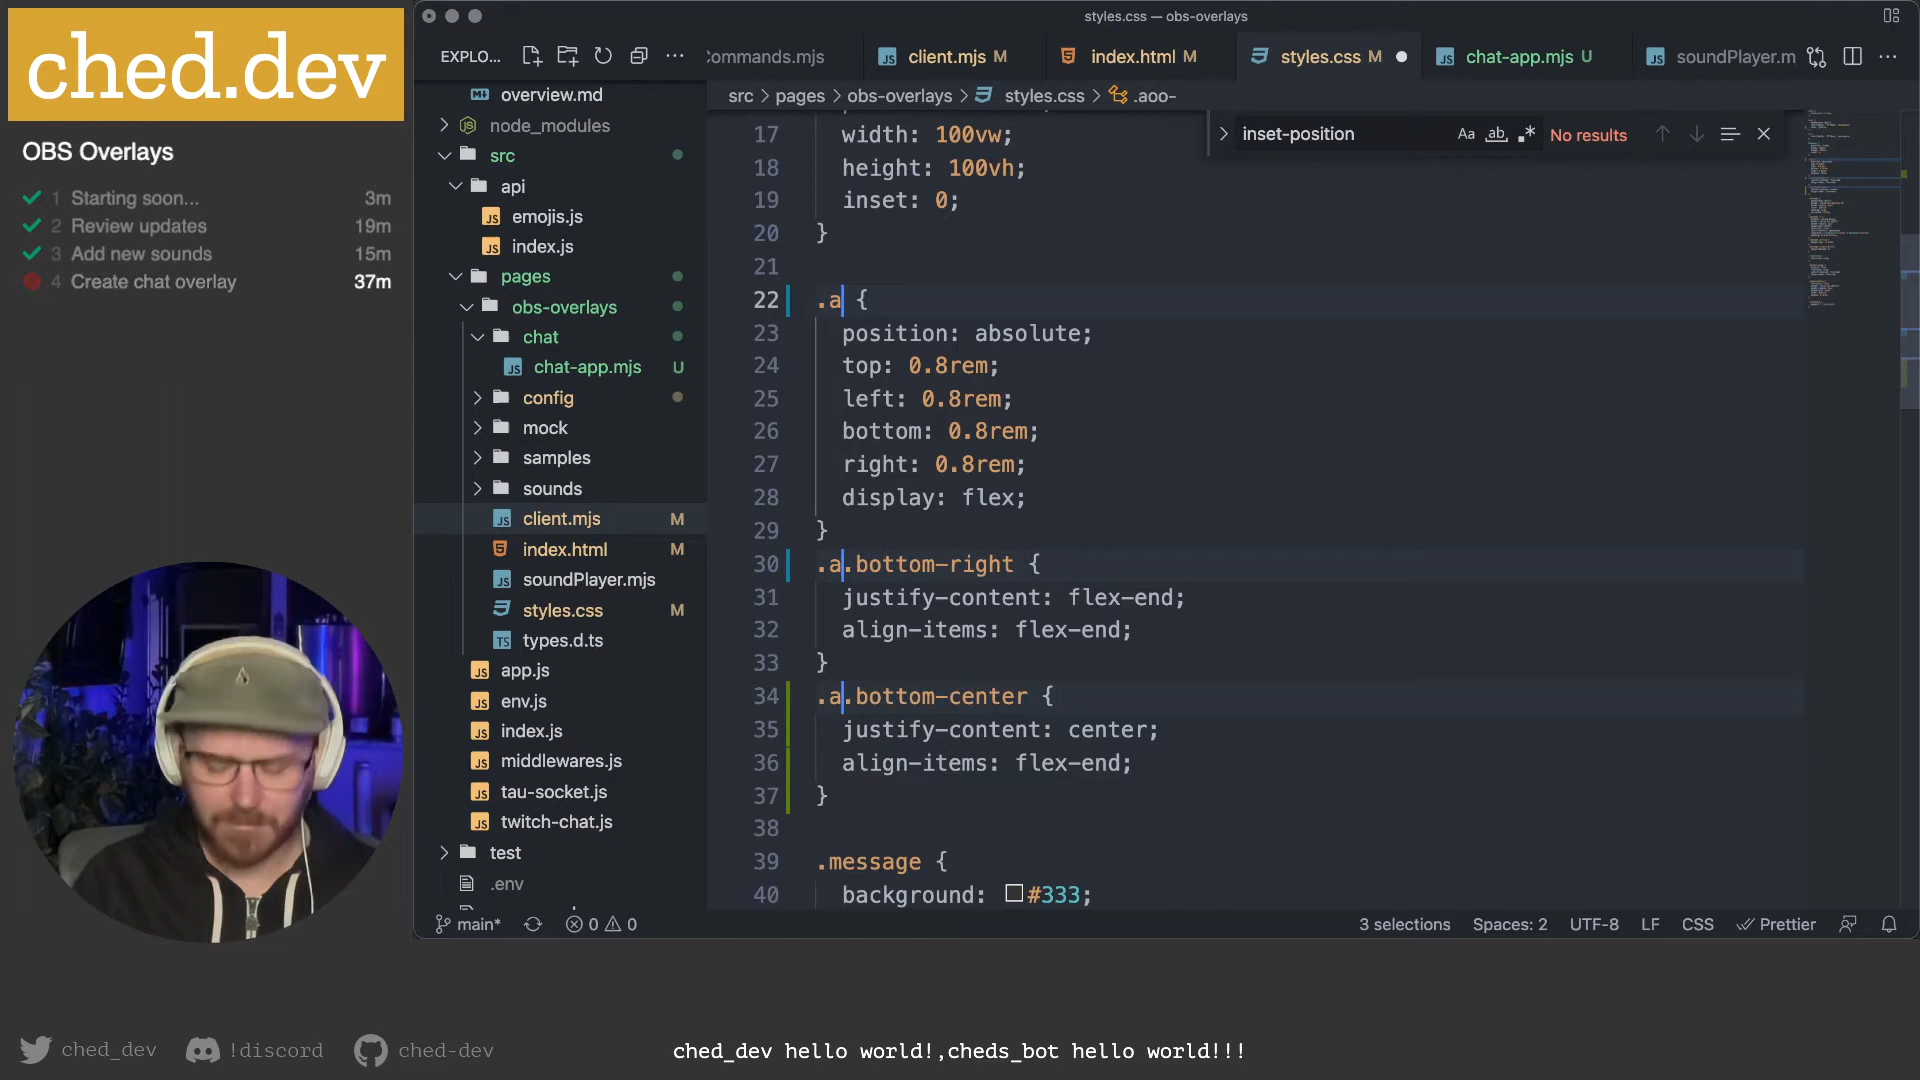 ched.dev
OBS Overlays
1 Starting soon... 3m
2 Review updates 19m
3 Add new sounds 15m
4 Create chat overlay 37m
styles.css — obs-overlays
EXPLO...
Commands.mjs
client.mjs M
index.html M
styles.css M
chat-app.mjs U
soundPlayer.m
src > pages > obs-overlays > styles.css > .aoo-
inset-position
Aa
ab
No results
overview.md
node_modules
src
api
emojis.js
index.js
pages
obs-overlays
chat
chat-app.mjs U
config
mock
samples
sounds
client.mjs M
index.html M
soundPlayer.mjs
styles.css M
types.d.ts
app.js
env.js
index.js
middlewares.js
tau-socket.js
twitch-chat.js
test
.env
17 width: 100vw;
18 height: 100vh;
19 inset: 0;
20 }
21
22 .a {
23 position: absolute;
24 top: 0.8rem;
25 left: 0.8rem;
26 bottom: 0.8rem;
27 right: 0.8rem;
28 display: flex;
29 }
30 .a.bottom-right {
31 justify-content: flex-end;
32 align-items: flex-end;
33 }
34 .a.bottom-center {
35 justify-content: center;
36 align-items: flex-end;
37 }
38
39 .message {
40 background: #333;
main* 0 0 3 selections Spaces: 2 UTF-8 LF CSS Prettier
ched_dev !discord ched-dev
ched_dev hello world!,cheds_bot hello world!!!